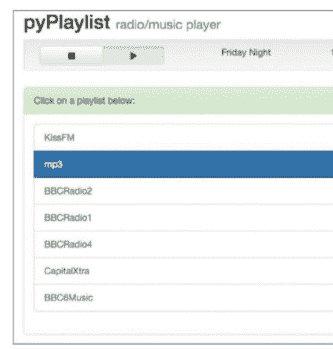 pyPlaylist radio/music player
Friday Night
Click on a playlist below:
KissFM
mp3
BBCRadio2
BBCRadio1
BBCRadio4
CapitalXtra
BBC6Music